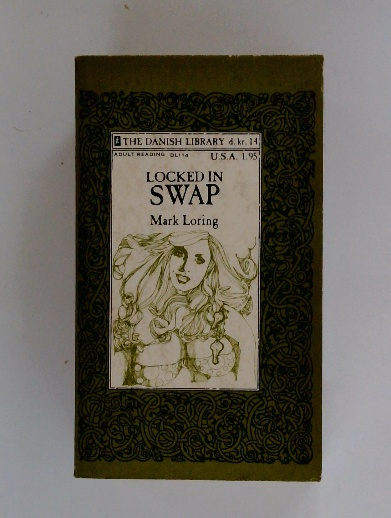 THE DANISH LIBRARY d. kr. 14
ADULT READING DL114 U.S.A. 1.95
LOCKED IN
SWAP
Mark Loring